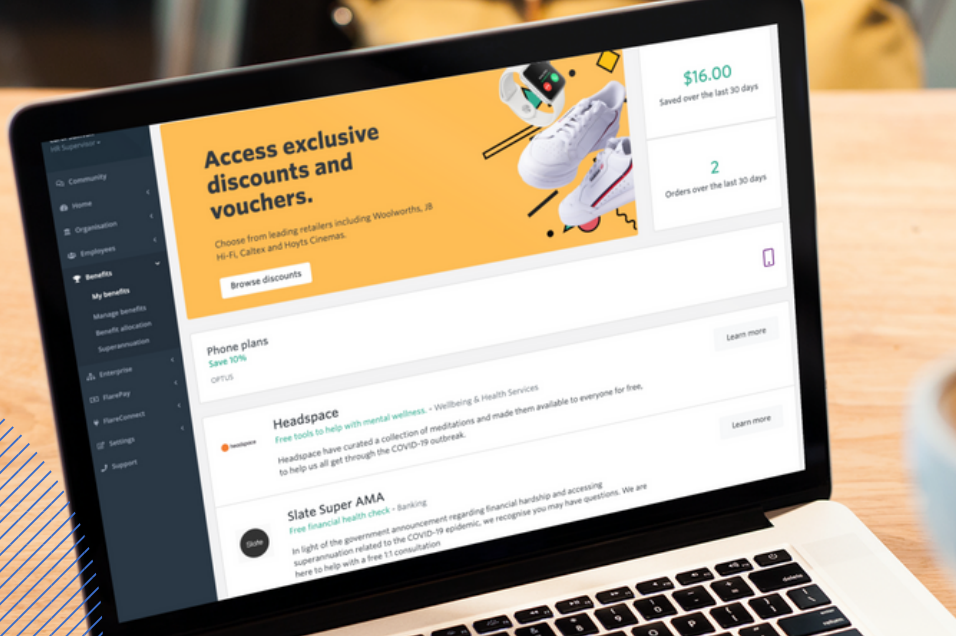 HR Supervisor
Community
Home
Organisation
Employees
Benefits
My benefits
Manage benefits
Benefit allocation
Superannuation
Enterprise
FlarePay
FlareConnect
Settings
Support
Access exclusive
discounts and
vouchers.
Choose from leading retailers including Woolworths, JB
Hi-Fi, Caltex and Hoyts Cinemas.
Browse discounts
$16.00
Saved over the last 30 days
2
Orders over the last 30 days
Phone plans
Save 10%
OPTUS
headspace
Headspace
Free tools to help with mental wellness. • Wellbeing & Health Services
Headspace have curated a collection of meditations and made them available to everyone for free,
to help us all get through the COVID-19 outbreak.
Learn more
Slate
Slate Super AMA
Free financial health check • Banking
In light of the government announcement regarding financial hardship and accessing
superannuation related to the COVID-19 epidemic, we recognise you may have questions. We are
here to help with a free 1:1 consultation
Learn more
delete
enter
return
8
9
0
I
O
P